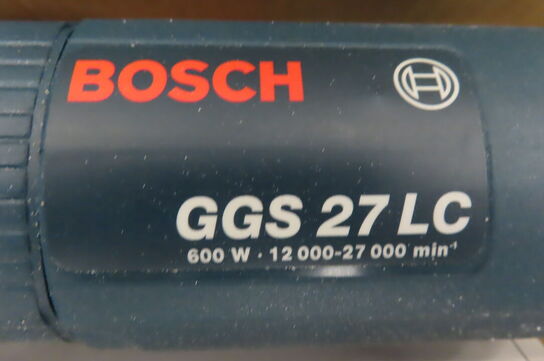 BOSCH
GGS 27 LC
600 W · 12 000-27 000 min⁻¹